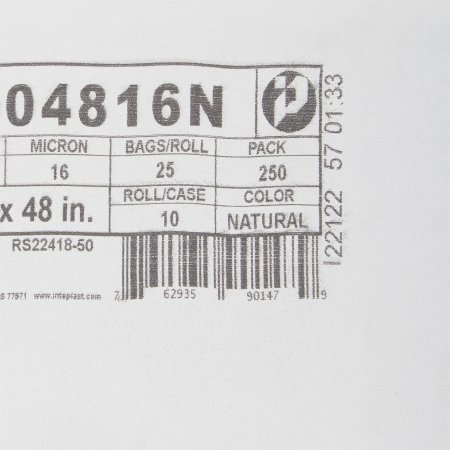 04816N
MICRON BAGS/ROLL PACK
16 25 250
x 48 in. ROLL/CASE COLOR
10 NATURAL
RS22418-50
S 77971 www.inteplast.com 7 62935 90147 9
122122 57 01:33